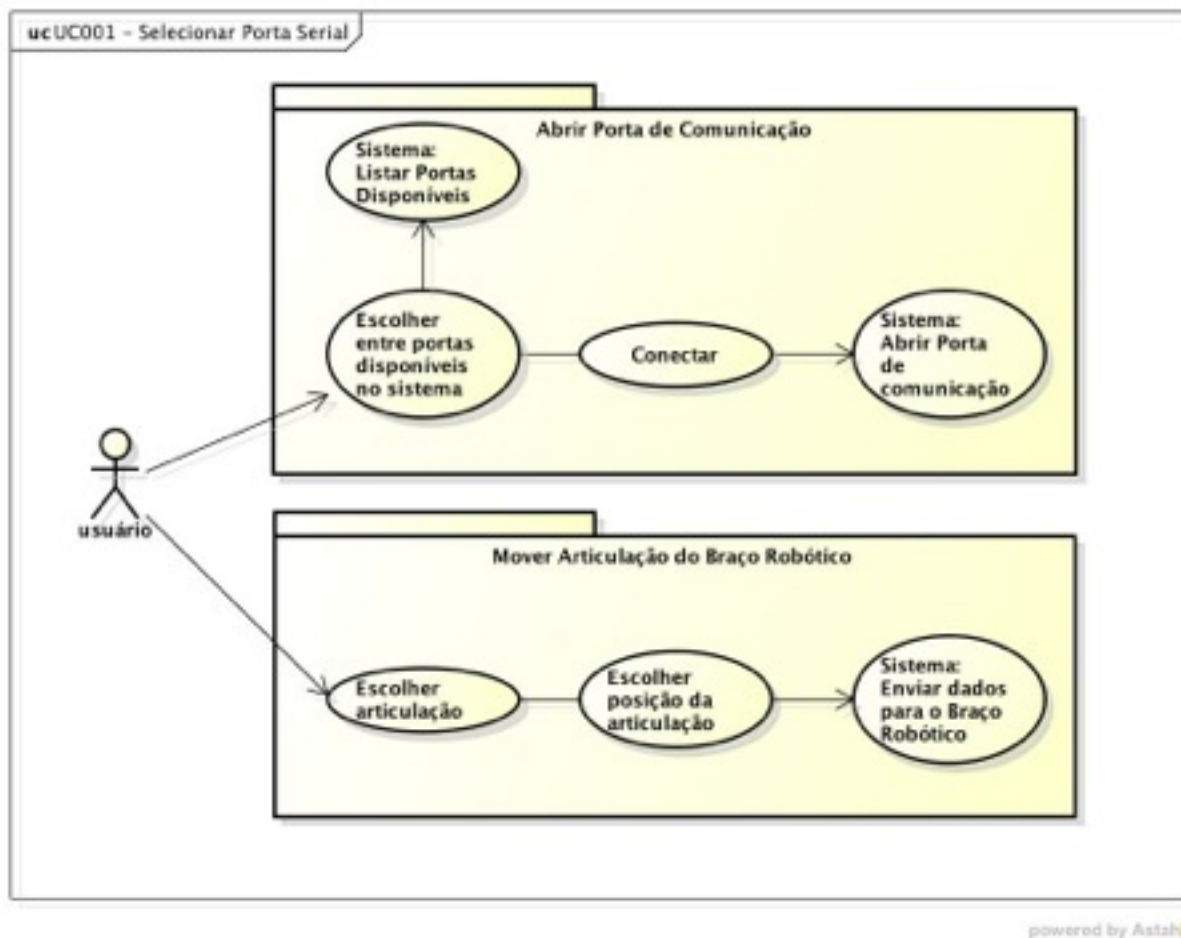 uc UC001 - Selecionar Porta Serial
Abrir Porta de Comunicação
Sistema:
Listar Portas
Disponíveis
Escolher
entre portas
disponíveis
no sistema
Conectar
Sistema:
Abrir Porta
de
comunicação
usuário
Mover Articulação do Braço Robótico
Escolher
articulação
Escolher
posição da
articulação
Sistema:
Enviar dados
para o Braço
Robótico
powered by Astah